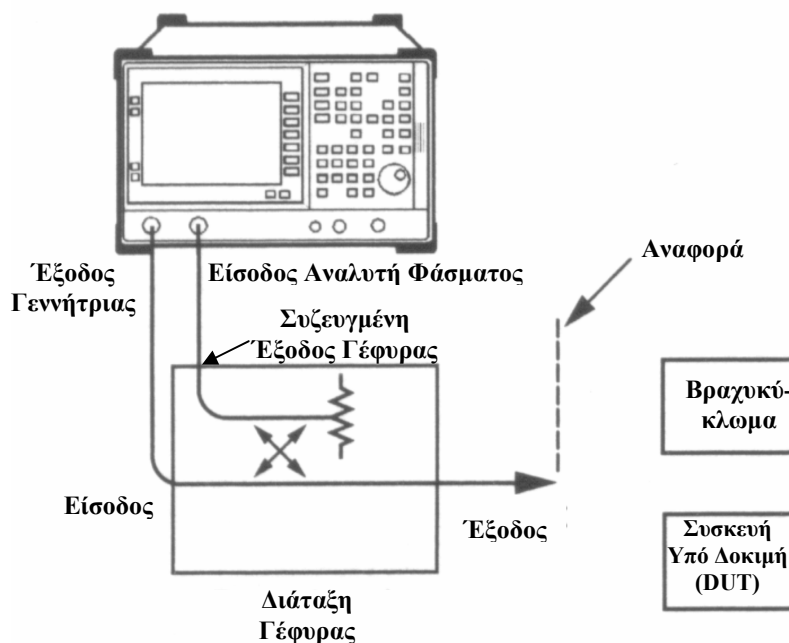 Έξοδος
Γεννήτριας
Είσοδος Αναλυτή Φάσματος
Αναφορά
Συζευγμένη
Έξοδος Γέφυρας
Βραχυκύ-
κλωμα
Είσοδος
Έξοδος
Συσκευή
Υπό Δοκιμή
(DUT)
Διάταξη
Γέφυρας